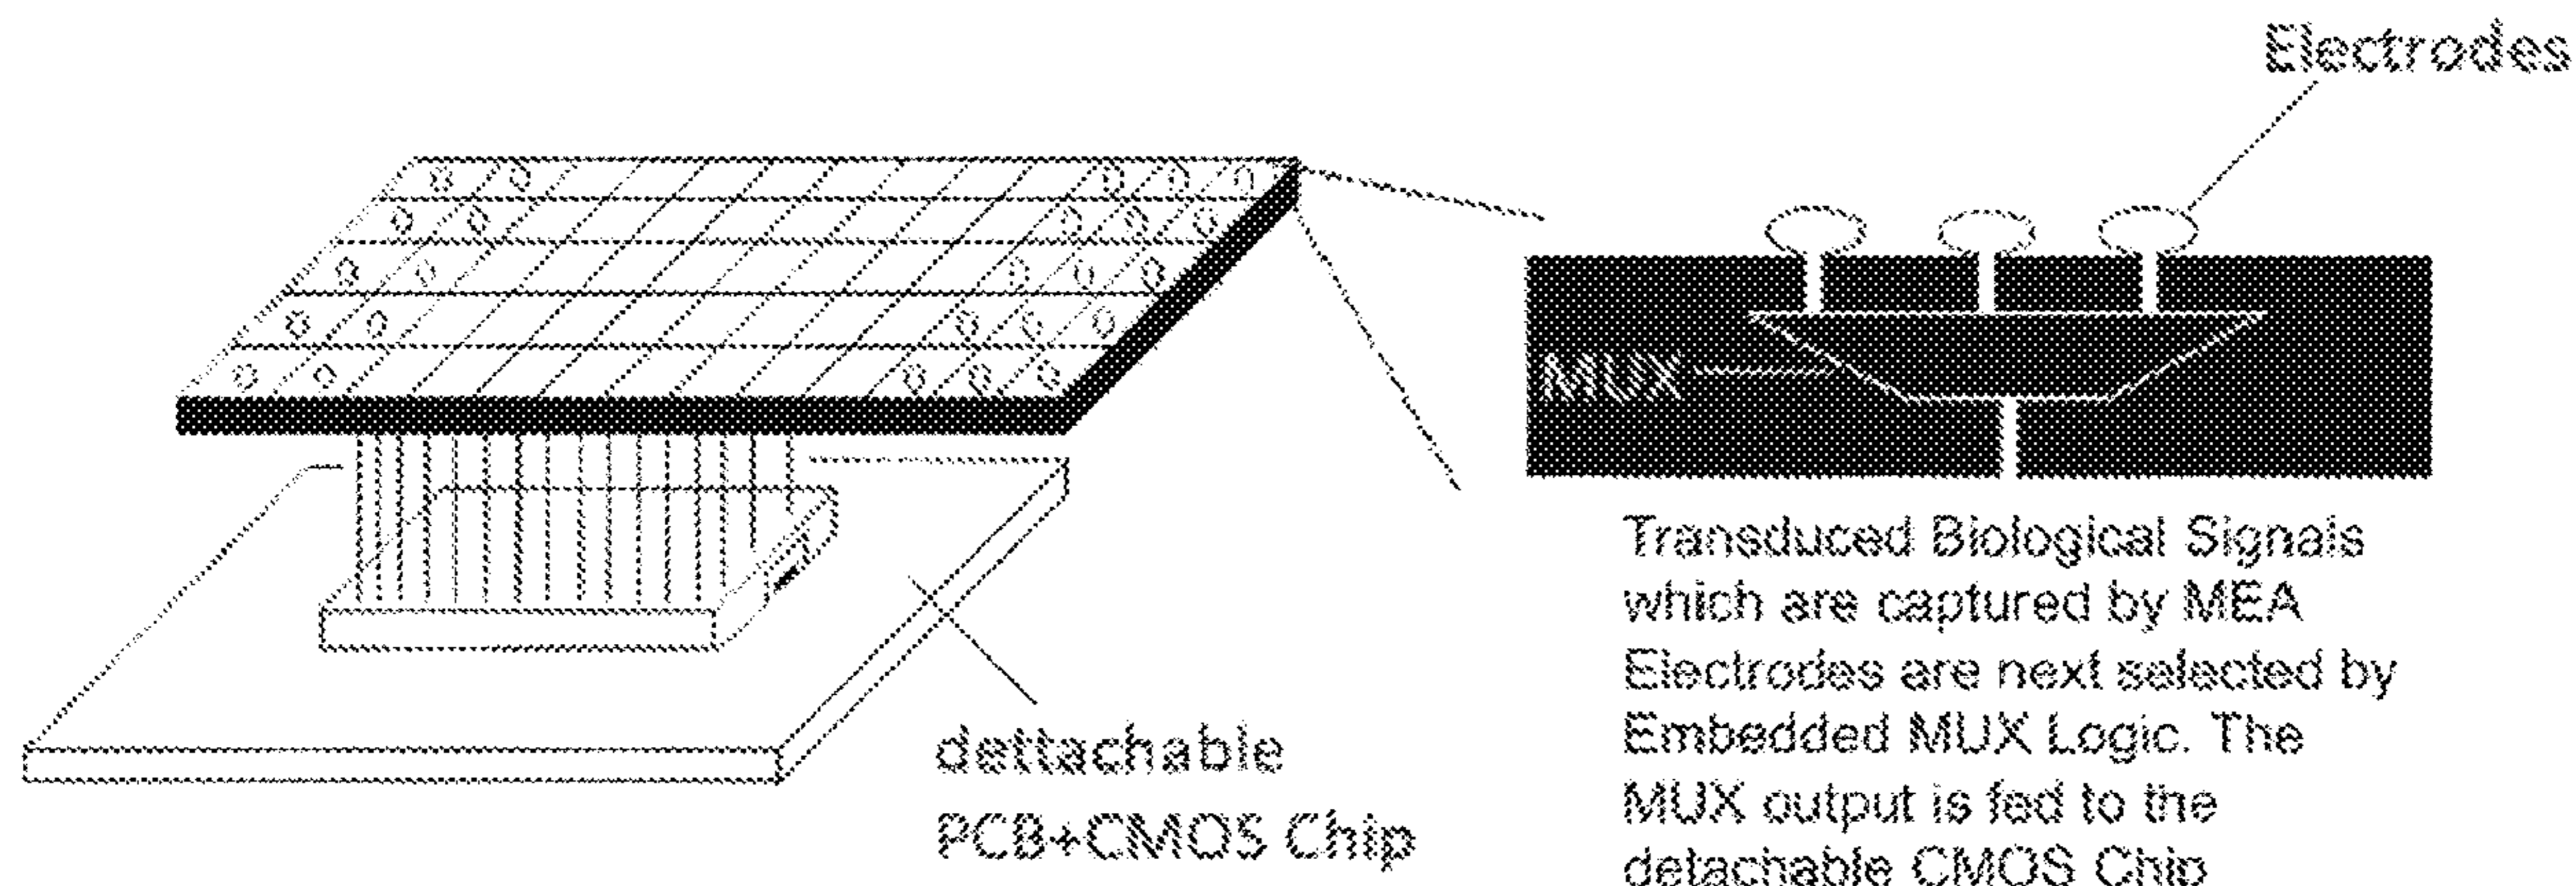 Electrodes
MUX
Transduced Biological Signals
which are captured by MEA
Electrodes are next selected by
Embedded MUX Logic. The
MUX output is fed to the
detachable CMOS Chip
dettachable
PCB+CMOS Chip